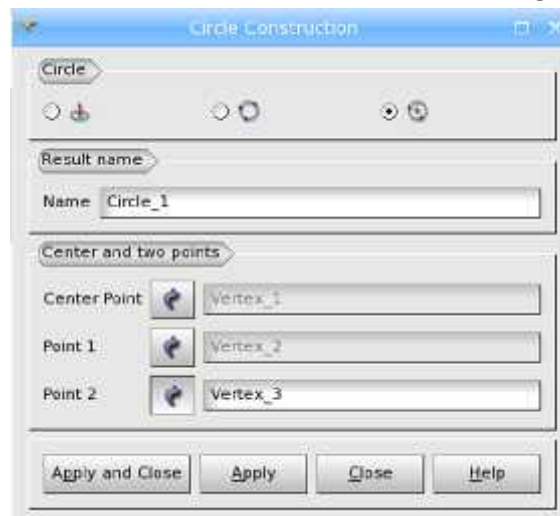 Circle Construction
Circle
Result name
Name Circle_1
Center and two points
Center Point Vertex_1
Point 1 Vertex_2
Point 2 Vertex_3
Apply and Close Apply Close Help